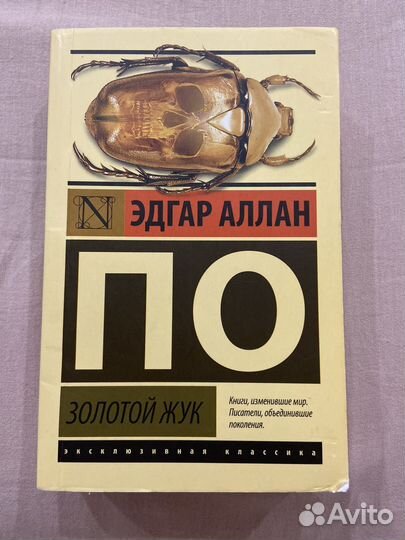 N
ЭДГАР АЛЛАН
ПО
ЗОЛОТОЙ ЖУК
Книги, изменившие мир.
Писатели, объединившие
поколения.
эксклюзивная классика
Avito